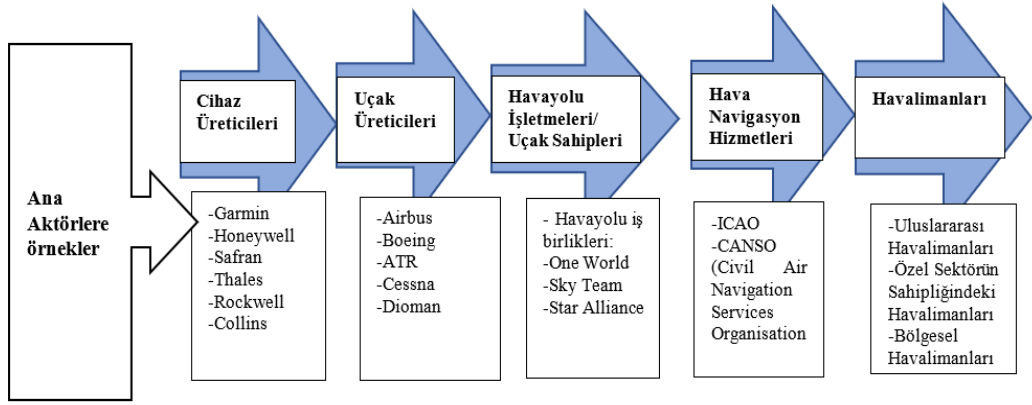 Ana
Aktörlere
örnekler
Cihaz
Üreticileri
-Garmin
-Honeywell
-Safran
-Thales
-Rockwell
-Collins
Uçak
Üreticileri
-Airbus
-Boeing
-ATR
-Cessna
-Dioman
Havayolu
İşletmeleri/
Uçak Sahipleri
- Havayolu iş
birlikleri:
-One World
-Sky Team
-Star Alliance
Hava
Navigasyon
Hizmetleri
-ICAO
-CANSO
(Civil Air
Navigation
Services
Organisation
Havalimanları
-Uluslararası
Havalimanları
-Özel Sektörün
Sahipliğindeki
Havalimanları
-Bölgesel
Havalimanları